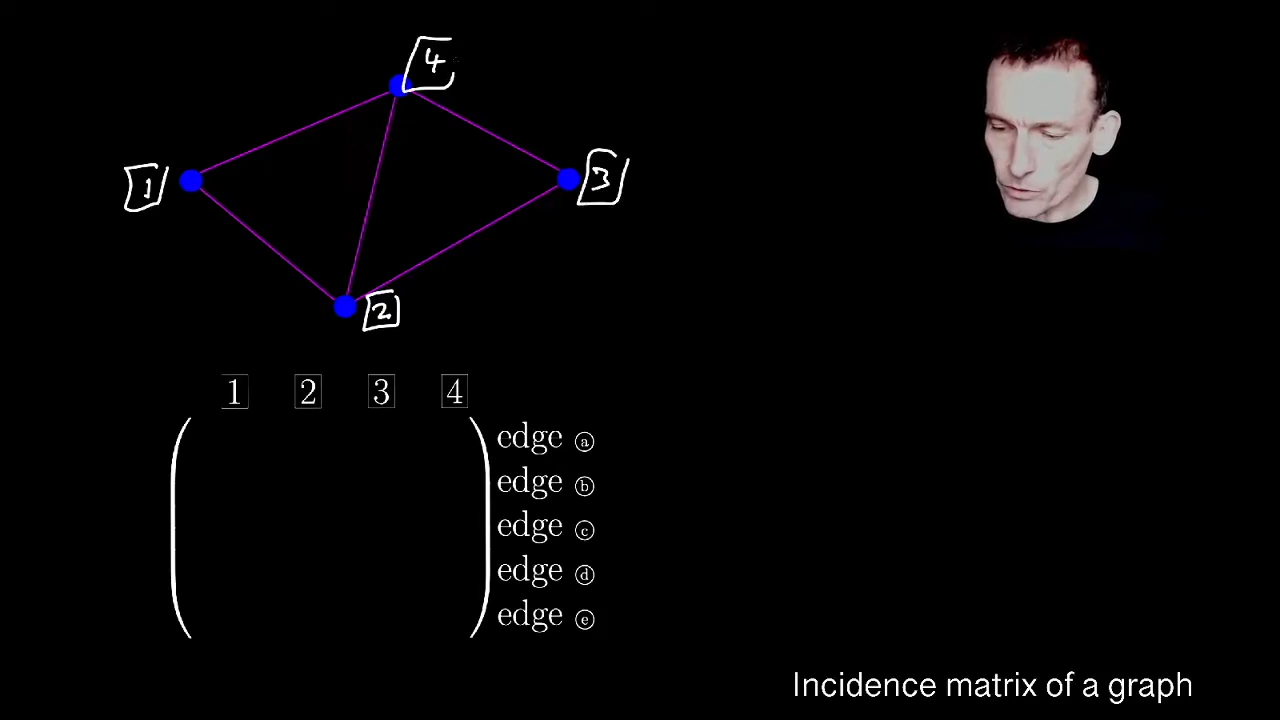 4
1
3
2
1 2 3 4
edge ⓐ
edge ⓑ
edge ⓒ
edge ⓓ
edge ⓔ
Incidence matrix of a graph